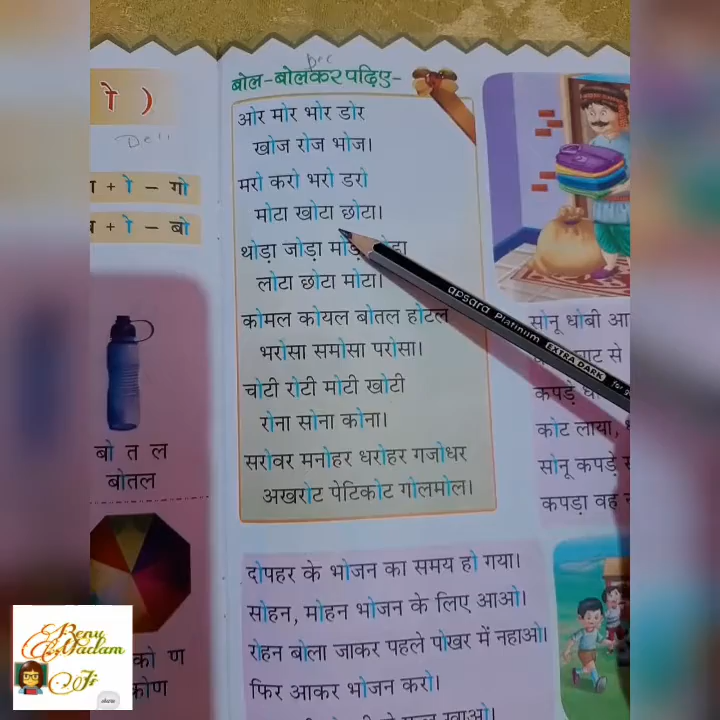 ो )
+ ो – गो
+ ो – बो
बो त ल
बोतल
को ण
कोण
बोल-बोलकर पढ़िए-
ओर मोर भोर डोर
खोज रोज भोज।
मरो करो भरो डरो
मोटा खोटा छोटा।
थोड़ा जोड़ा
लोटा छोटा मोटा।
कोमल कोयल बोतल होटल
भरोसा समोसा परोसा।
चोटी रोटी मोटी खोटी
रोना सोना कोना।
सरोवर मनोहर धरोहर गजोधर
अखरोट पेटिकोट गोलमोल।
दोपहर के भोजन का समय हो गया।
सोहन, मोहन भोजन के लिए आओ।
रोहन बोला जाकर पहले पोखर में नहाओ।
फिर आकर भोजन करो।
सोनू धोबी आ
घाट से
कपड़े
कोट लाया,
सोनू कपड़े
कपड़ा वह
apsara Platinum EXTRA DARK for
Renu
Madam
Ji
share